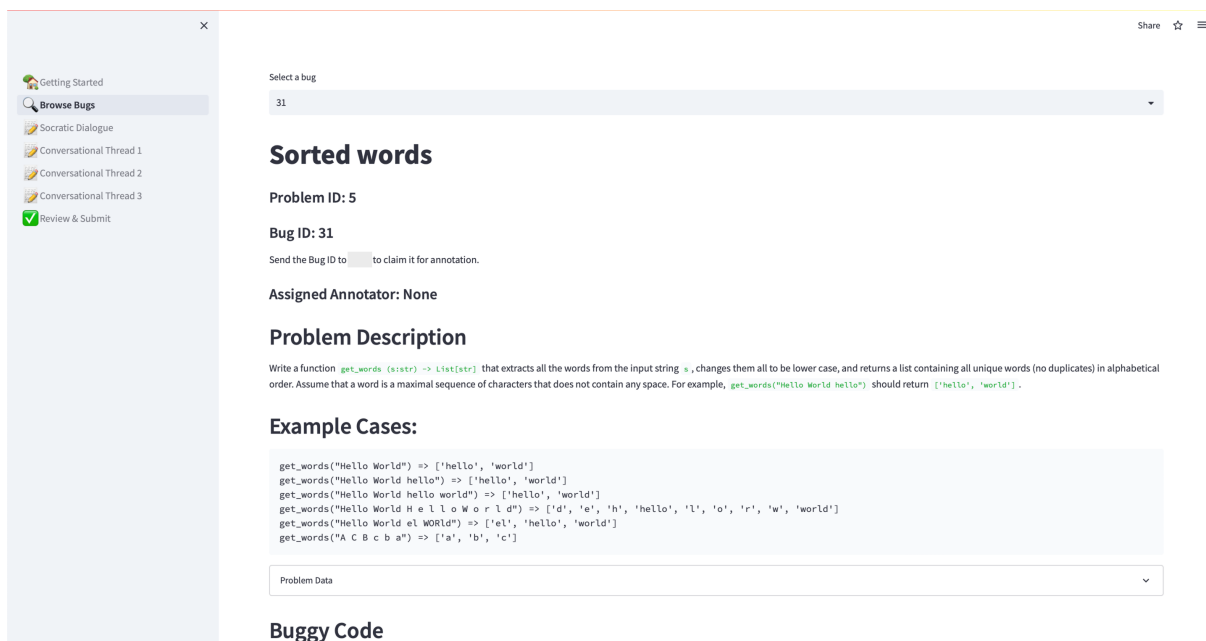 Share
Getting Started
Browse Bugs
Socratic Dialogue
Conversational Thread 1
Conversational Thread 2
Conversational Thread 3
Review & Submit
Select a bug
31
Sorted words
Problem ID: 5
Bug ID: 31
Send the Bug ID to to claim it for annotation.
Assigned Annotator: None
Problem Description
Write a function get_words (s:str) -> List[str] that extracts all the words from the input string s , changes them all to be lower case, and returns a list containing all unique words (no duplicates) in alphabetical
order. Assume that a word is a maximal sequence of characters that does not contain any space. For example, get_words("Hello World hello") should return ['hello', 'world'] .
Example Cases:
get_words("Hello World") => ['hello', 'world']
get_words("Hello World hello") => ['hello', 'world']
get_words("Hello World hello world") => ['hello', 'world']
get_words("Hello World H e l l o W o r l d") => ['d', 'e', 'h', 'hello', 'l', 'o', 'r', 'w', 'world']
get_words("Hello World el WORld") => ['el', 'hello', 'world']
get_words("A C B c b a") => ['a', 'b', 'c']
Problem Data
Buggy Code